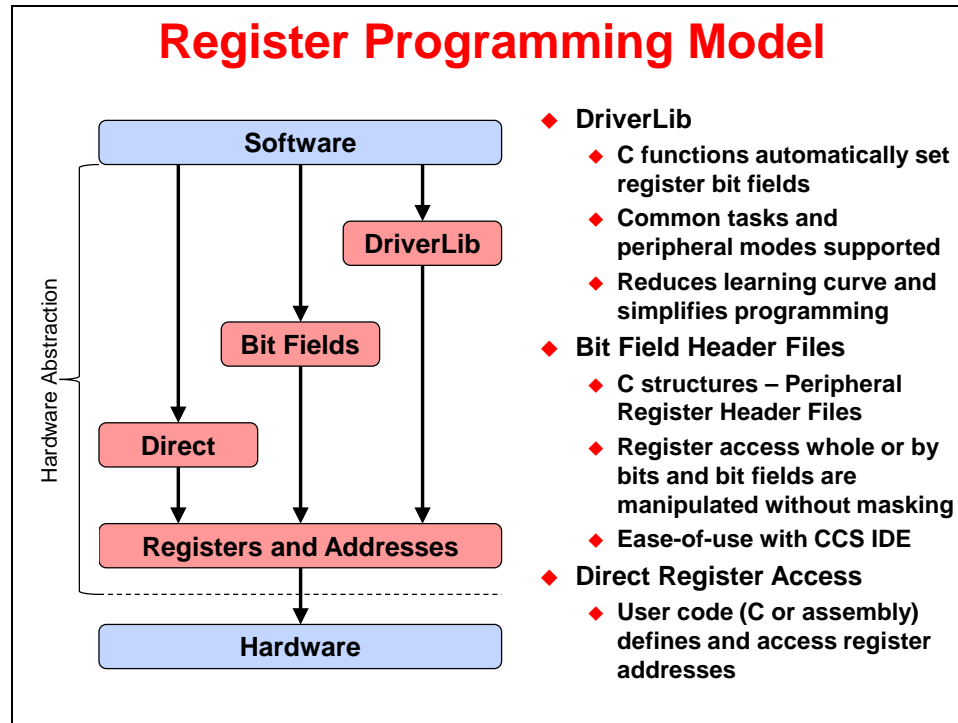 Register Programming Model
Software
DriverLib
Bit Fields
Direct
Registers and Addresses
Hardware
Hardware Abstraction
◆ DriverLib
◆ C functions automatically set
register bit fields
◆ Common tasks and
peripheral modes supported
◆ Reduces learning curve and
simplifies programming
◆ Bit Field Header Files
◆ C structures – Peripheral
Register Header Files
◆ Register access whole or by
bits and bit fields are
manipulated without masking
◆ Ease-of-use with CCS IDE
◆ Direct Register Access
◆ User code (C or assembly)
defines and access register
addresses